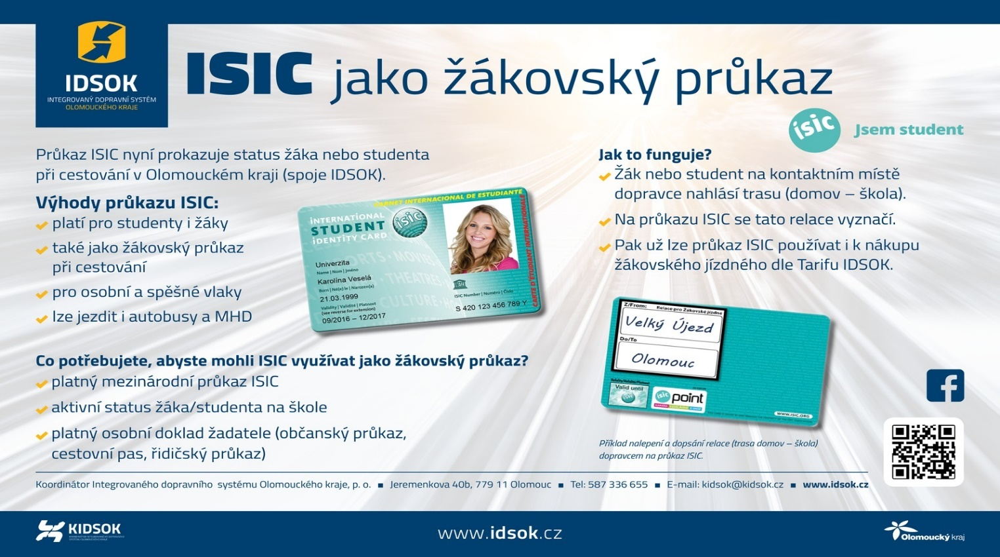 IDSOK
INTEGROVANÝ DOPRAVNÍ SYSTÉM
OLOMOUCKÉHO KRAJE
ISIC jako žákovský průkaz
isic
Jsem student
Průkaz ISIC nyní prokazuje status žáka nebo studenta
při cestování v Olomouckém kraji (spoje IDSOK).
Výhody průkazu ISIC:
platí pro studenty i žáky
také jako žákovský průkaz
při cestování
pro osobní a spěšné vlaky
lze jezdit i autobusy a MHD
CARNET INTERNACIONAL DE ESTUDIANTE
INTERNATIONAL
STUDENT
IDENTITY CARD
isic
CARTE D'ÉTUDIANT INTERNATIONALE
Univerzita
Name | Nom | Jméno
Karolína Veselá
Born | Né(e) le | Narozen(a)
21.03.1999
Validity | Validité | Platnost
(see reverse for extension)
09/2016 – 12/2017
ISIC Number | Numéro | Číslo
S 420 123 456 789 Y
Co potřebujete, abyste mohli ISIC využívat jako žákovský průkaz?
platný mezinárodní průkaz ISIC
aktivní status žáka/studenta na škole
platný osobní doklad žadatele (občanský průkaz,
cestovní pas, řidičský průkaz)
Jak to funguje?
Žák nebo student na kontaktním místě
dopravce nahlásí trasu (domov – škola).
Na průkazu ISIC se tato relace vyznačí.
Pak už lze průkaz ISIC používat i k nákupu
žákovského jízdného dle Tarifu IDSOK.
Z/From: Relace pro Žákovské jízdné
Velký Újezd
Do/To
Olomouc
Validity/Validité/Platnost
Valid until
isic point
WWW.ISIC.ORG
Příklad nalepení a dopsání relace (trasa domov – škola)
dopravcem na průkaz ISIC.
Koordinátor Integrovaného dopravního systému Olomouckého kraje, p. o. ■ Jeremenkova 40b, 779 11 Olomouc ■ Tel: 587 336 655 ■ E-mail: kidsok@kidsok.cz ■ www.idsok.cz
KIDSOK
www.idsok.cz
Olomoucký kraj